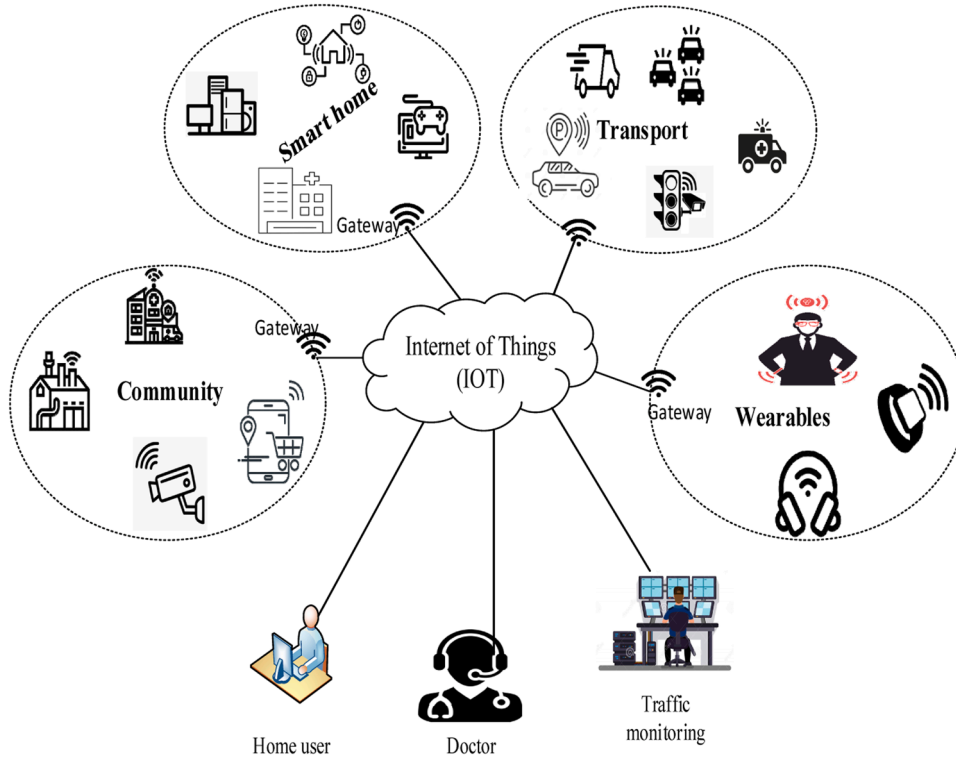 Smart home
Transport
P
Gateway
Gateway
Internet of Things
(IOT)
Community
Gateway
Wearables
Home user
Doctor
Traffic
monitoring